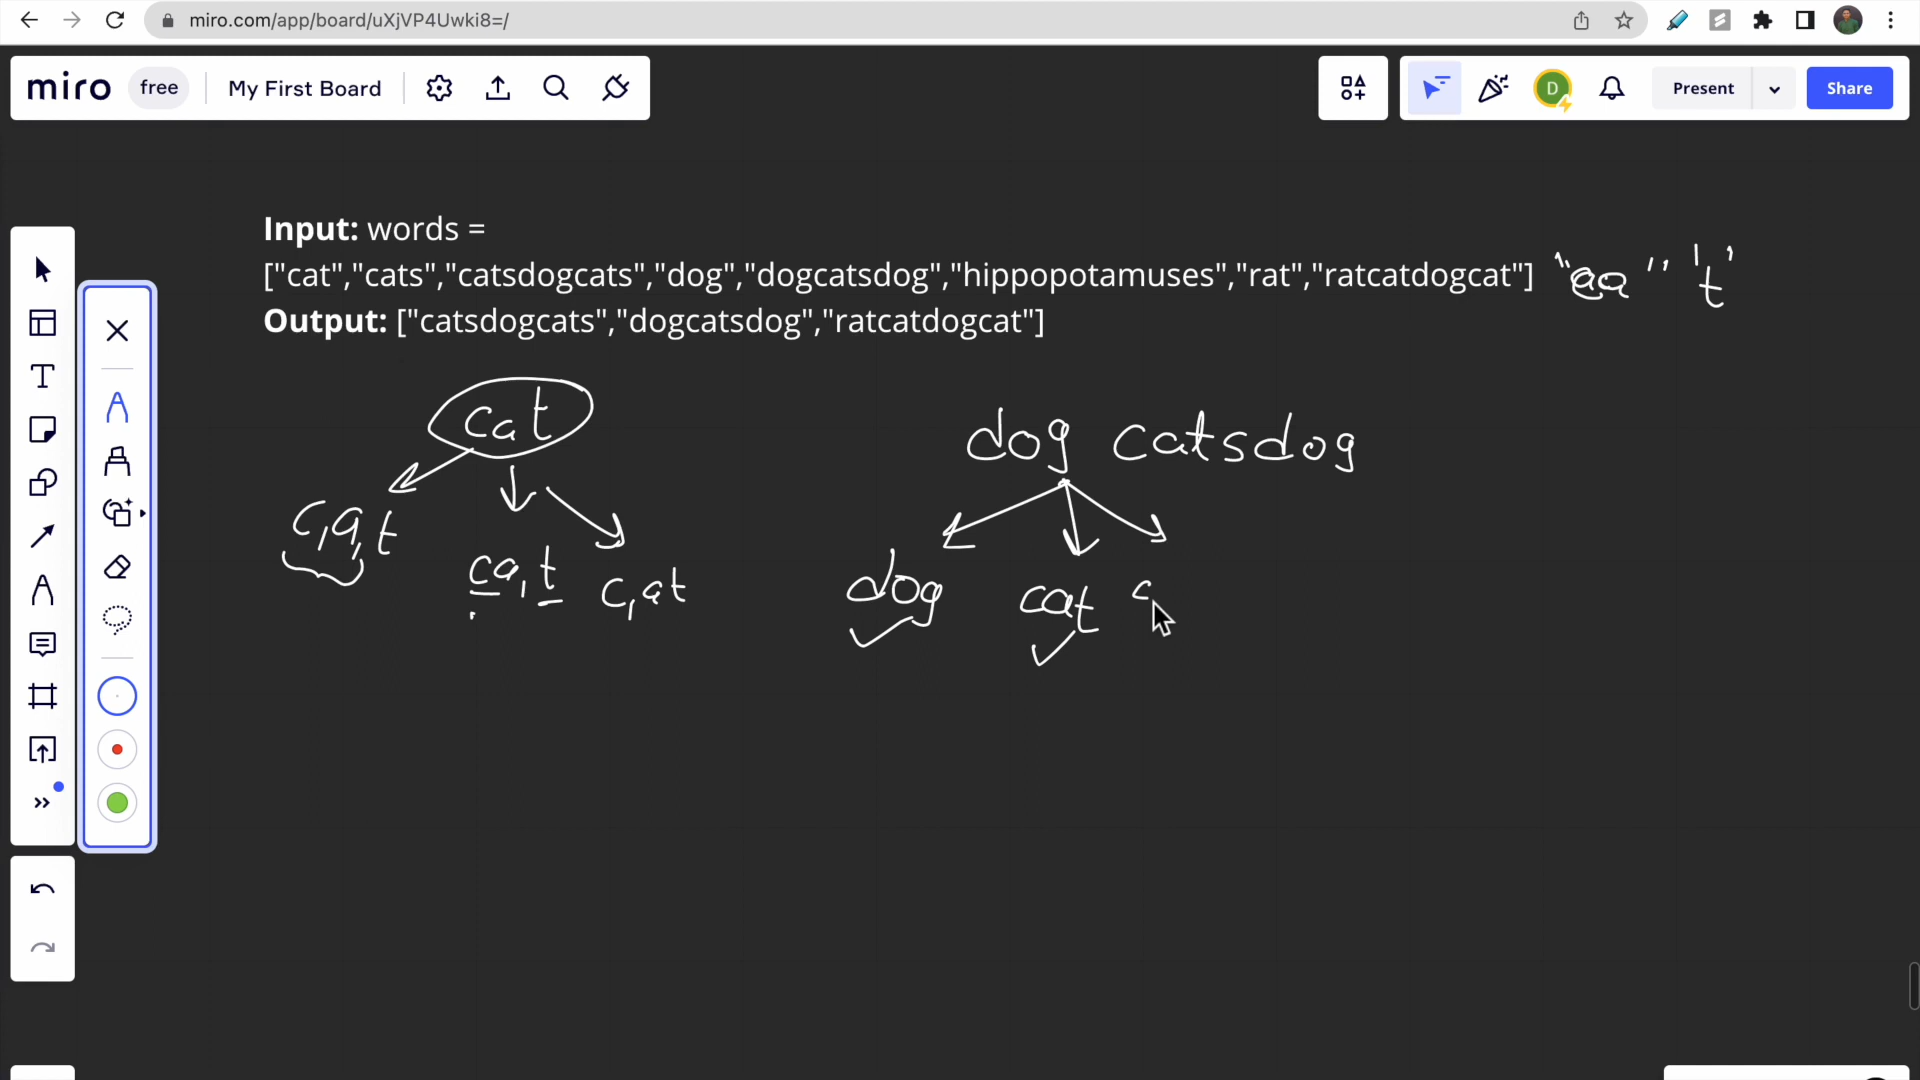 miro.com/app/board/uXjVP4Uwki8=/
miro free My First Board D Present Share
Input: words =
["cat","cats","catsdogcats","dog","dogcatsdog","hippopotamuses","rat","ratcatdogcat"] "aa" 't'
Output: ["catsdogcats","dogcatsdog","ratcatdogcat"]
cat dog catsdog
c,a,t ca,t c,at dog cat c